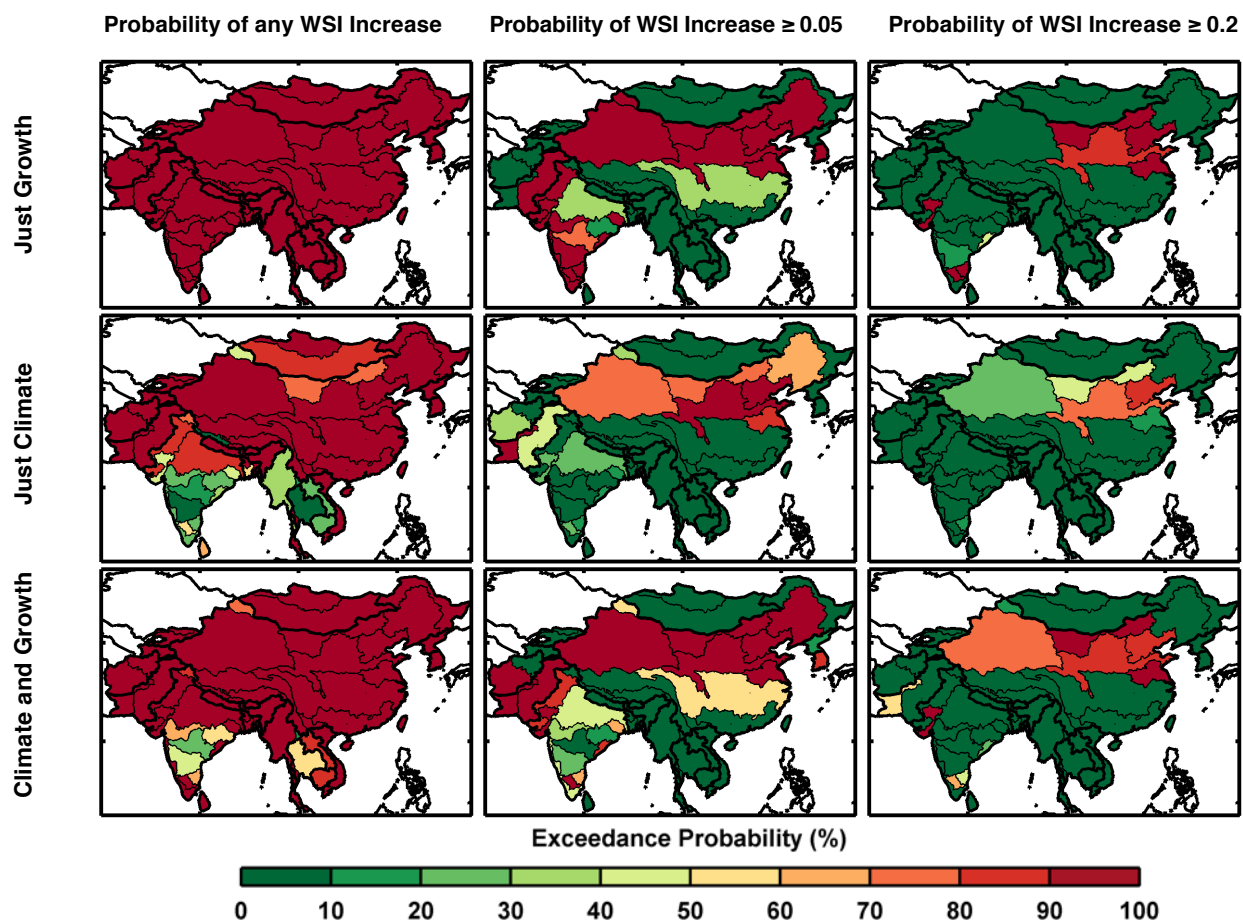 Probability of any WSI Increase
Probability of WSI Increase ≥ 0.05
Probability of WSI Increase ≥ 0.2
Just Growth
Just Climate
Climate and Growth
Exceedance Probability (%)
0 10 20 30 40 50 60 70 80 90 100